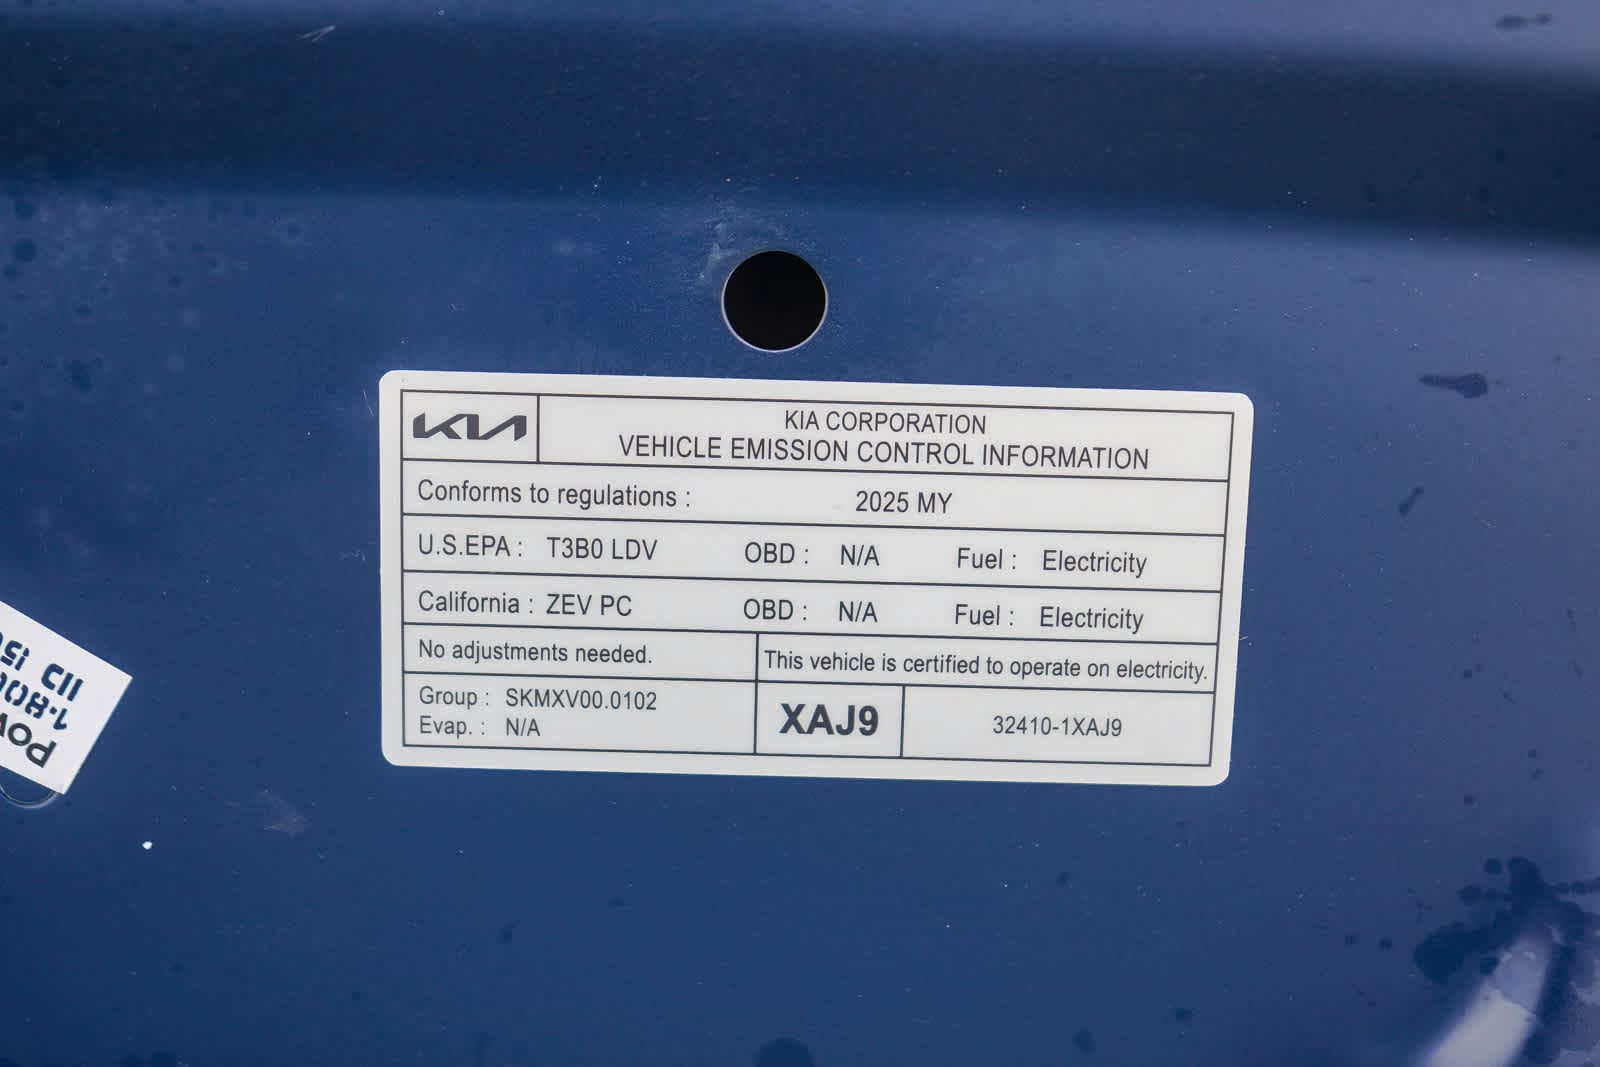 KIA
KIA CORPORATION
VEHICLE EMISSION CONTROL INFORMATION
Conforms to regulations : 2025 MY
U.S.EPA : T3B0 LDV OBD : N/A Fuel : Electricity
California : ZEV PC OBD : N/A Fuel : Electricity
No adjustments needed.
This vehicle is certified to operate on electricity.
Group : SKMXV00.0102
Evap. : N/A
XAJ9
32410-1XAJ9